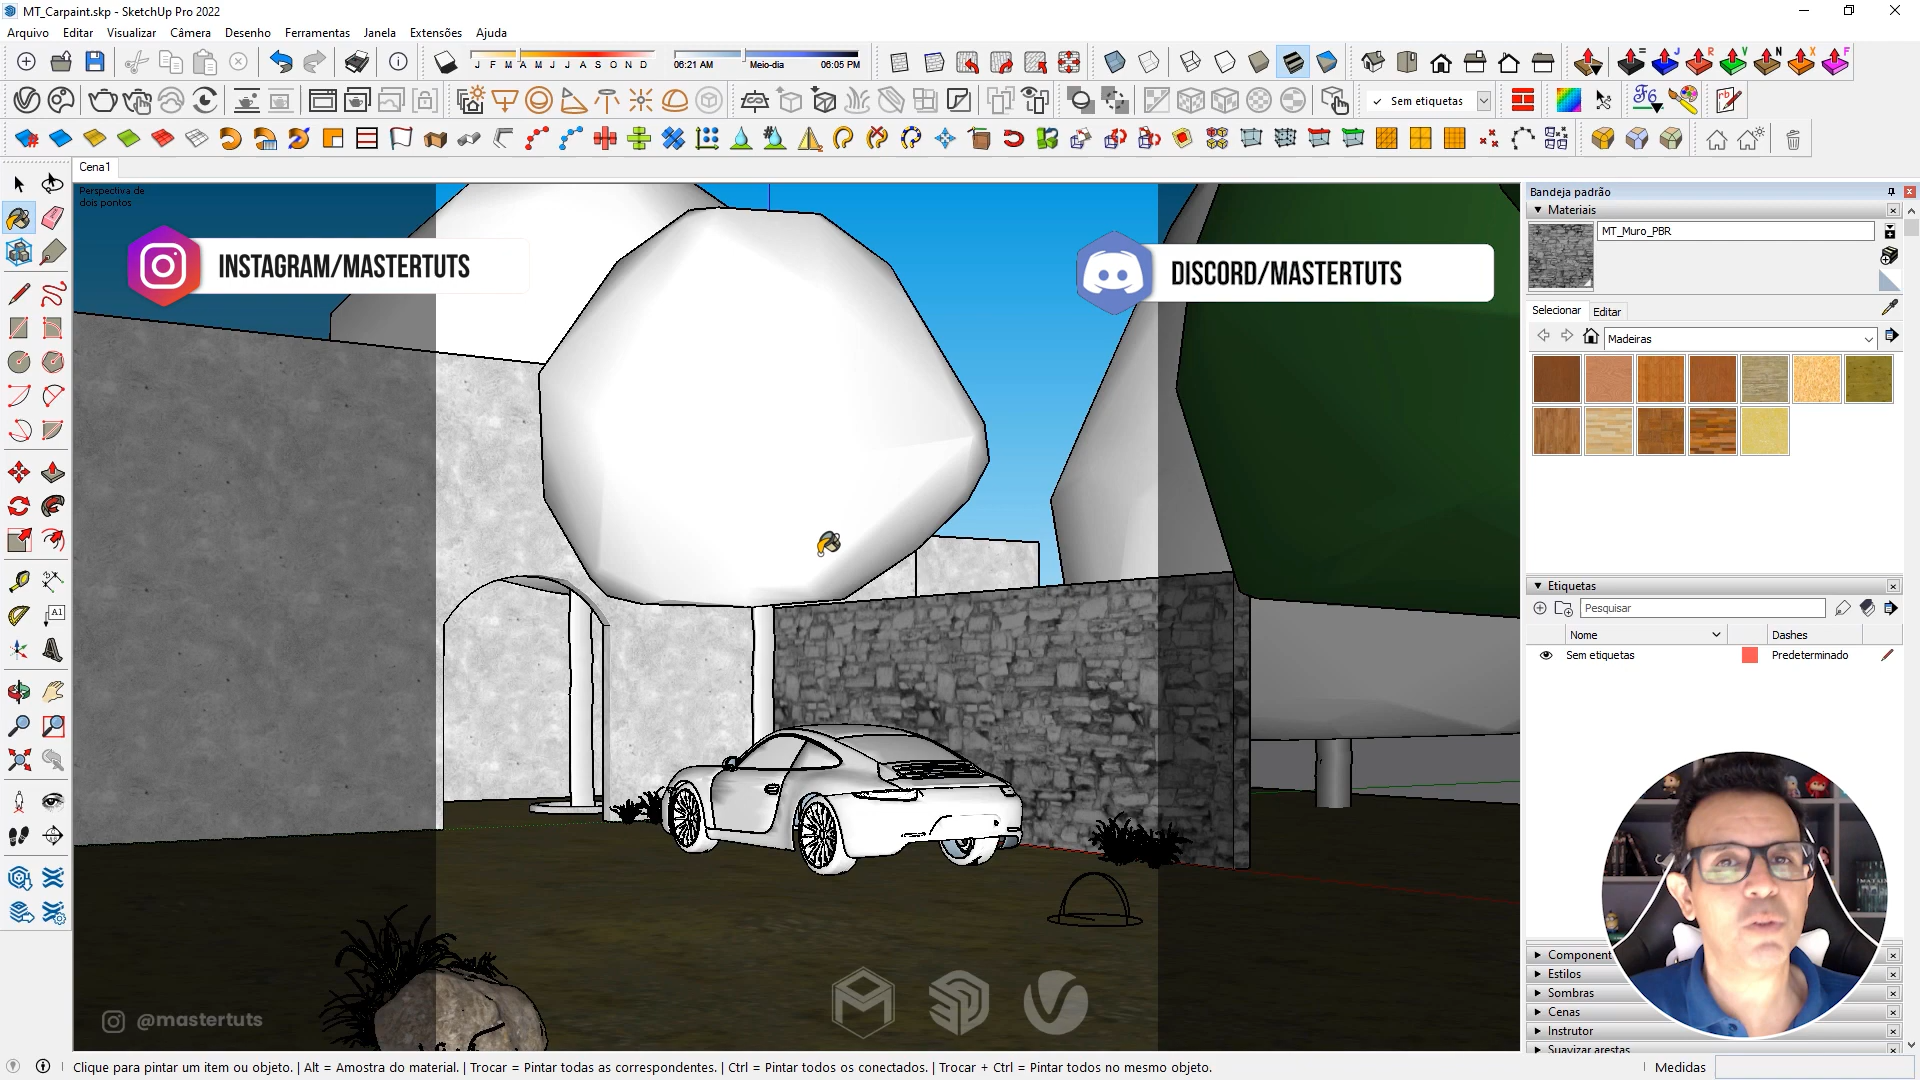 MT_Carpaint.skp - SketchUp Pro 2022
Arquivo Editar Visualizar Câmera Desenho Ferramentas Janela Extensões Ajuda
J F M A M J J A S O N D
06:21 AM Meio-dia 06:05 PM
Sem etiquetas
Cena1
Perspectiva de
dois pontos
INSTAGRAM/MASTERTUTS
DISCORD/MASTERTUTS
@mastertuts
Bandeja padrão
Materiais
MT_Muro_PBR
Selecionar Editar
Madeiras
Etiquetas
Pesquisar
Nome Dashes
Sem etiquetas Predeterminado
Component
Estilos
Sombras
Cenas
Instrutor
Suavizar arestas
Clique para pintar um item ou objeto. | Alt = Amostra do material. | Trocar = Pintar todas as correspondentes. | Ctrl = Pintar todos os conectados. | Trocar + Ctrl = Pintar todos no mesmo objeto.
Medidas